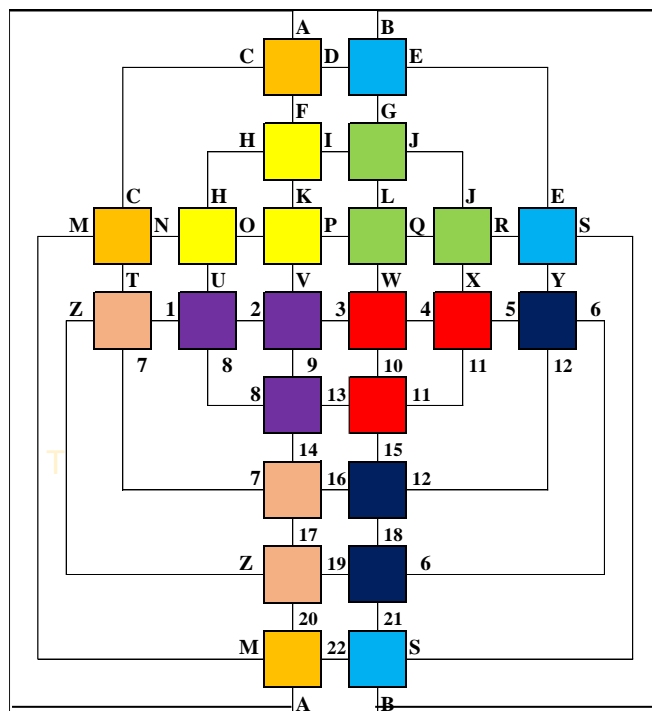 A B
C D E
F G
H I J
C H K L J E
M N O P Q R S
T U V W X Y
Z 1 2 3 4 5 6
7 8 9 10 11 12
8 13 11
14 15
T
7 16 12
17 18
Z 19 6
20 21
M 22 S
A B